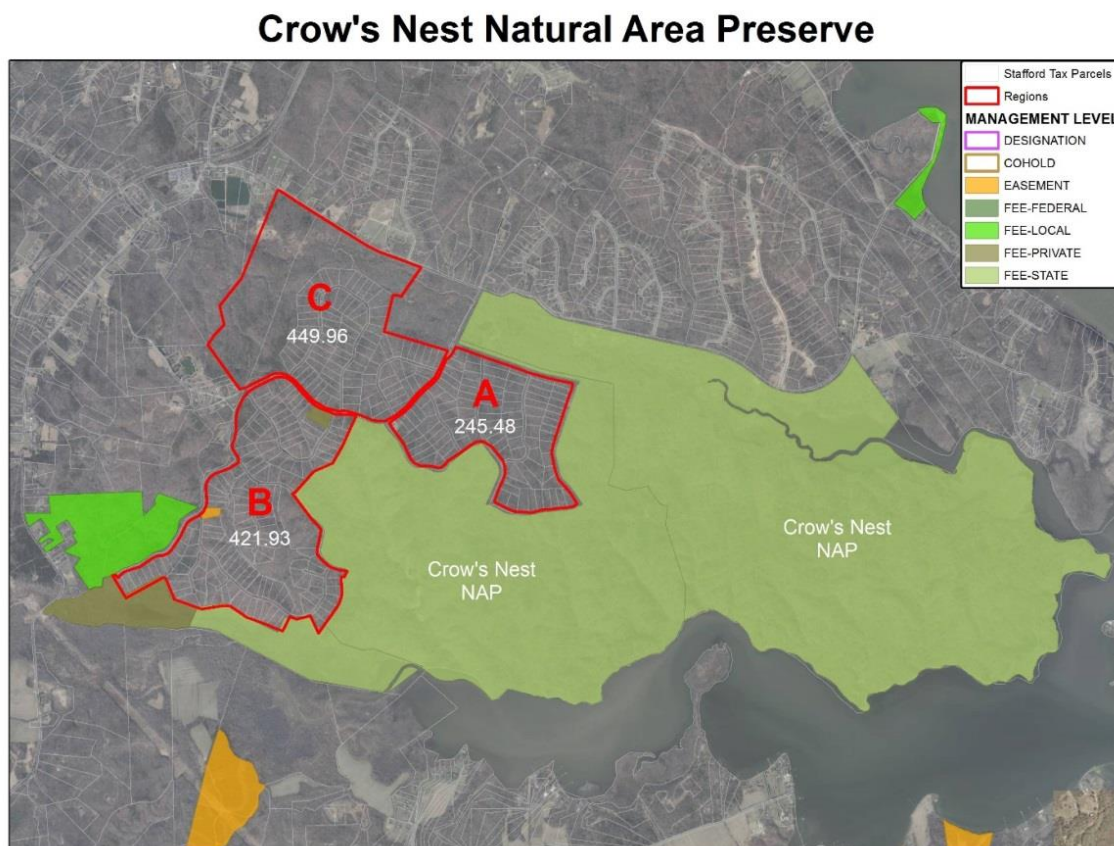 Crow's Nest Natural Area Preserve
Stafford Tax Parcels
Regions
MANAGEMENT LEVEL
DESIGNATION
COHOLD
EASEMENT
FEE-FEDERAL
FEE-LOCAL
FEE-PRIVATE
FEE-STATE
C
449.96
A
245.48
B
421.93
Crow's Nest
NAP
Crow's Nest
NAP